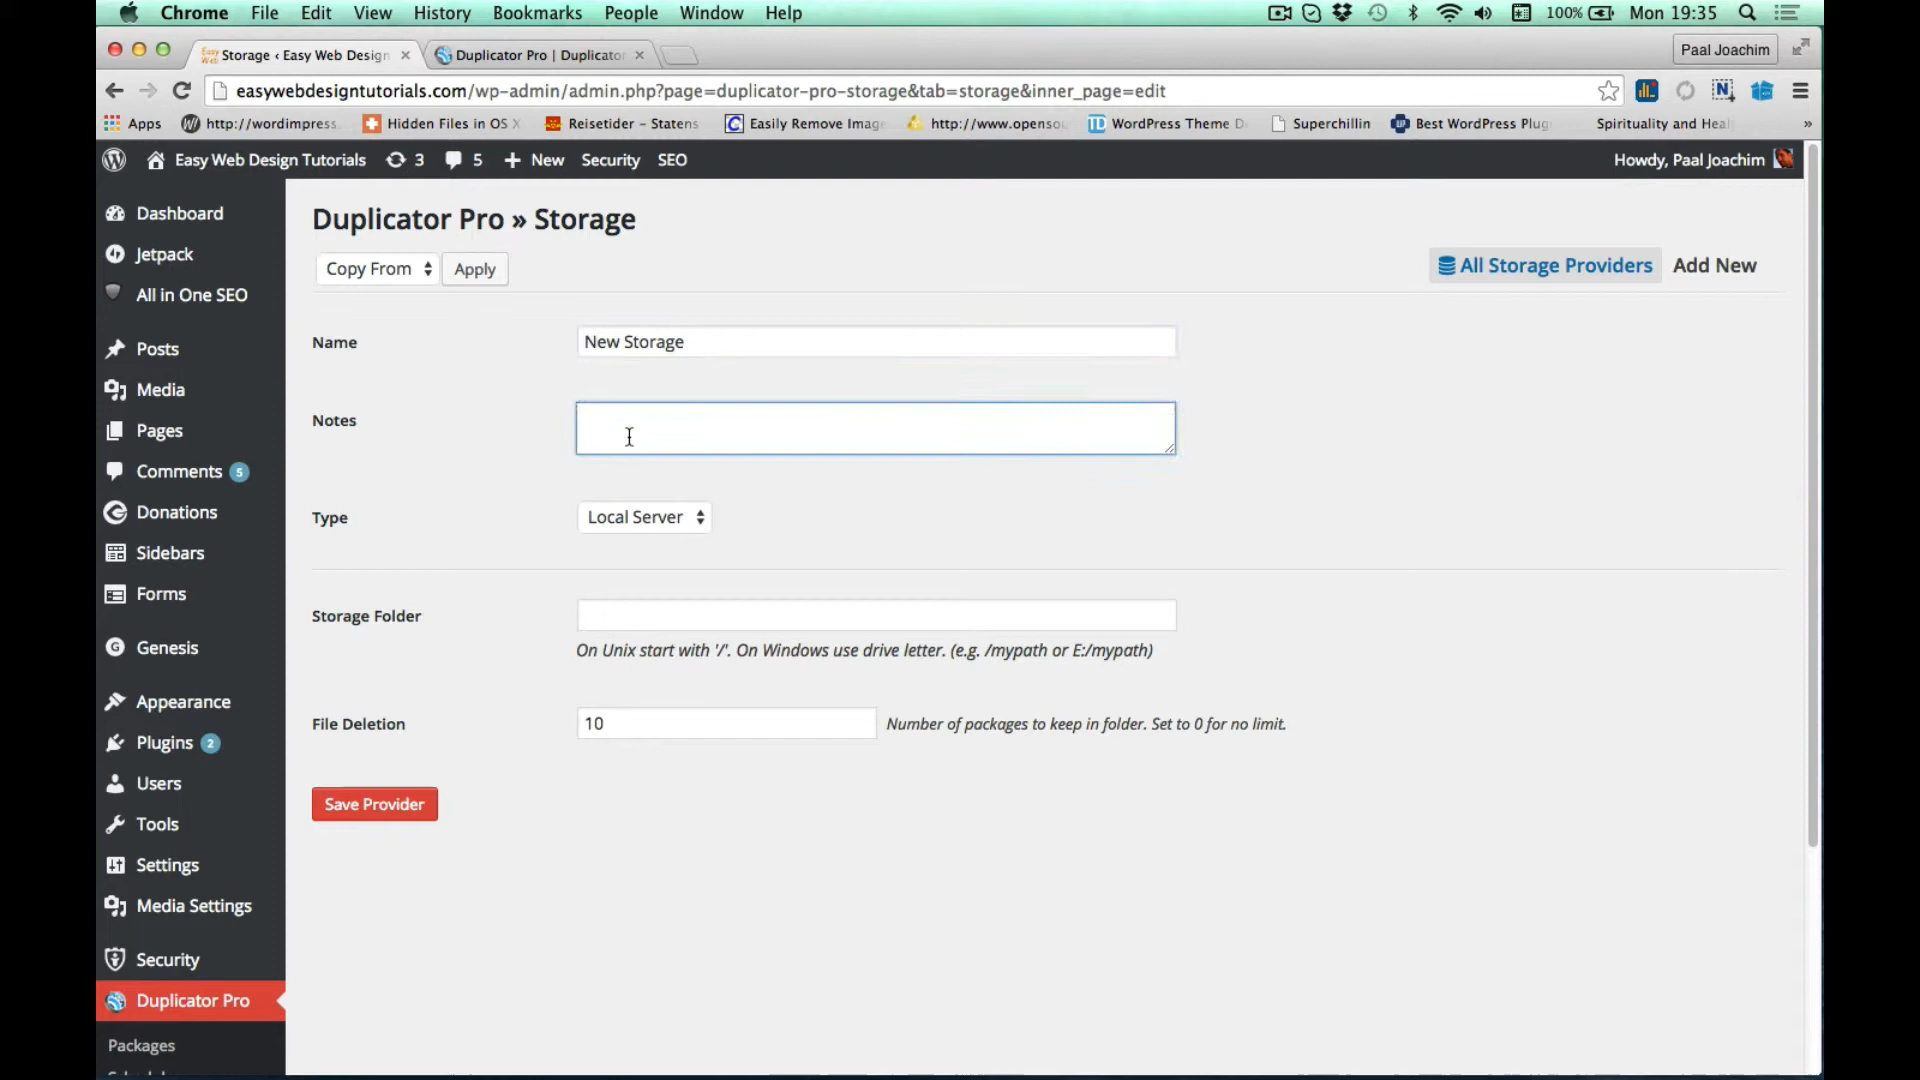 Chrome File Edit View History Bookmarks People Window Help 100% Mon 19:35
Storage ‹ Easy Web Design Duplicator Pro | Duplicator Paal Joachim
easywebdesigntutorials.com/wp-admin/admin.php?page=duplicator-pro-storage&tab=storage&inner_page=edit
Apps http://wordimpress. Hidden Files in OS X Reisetider – Statens Easily Remove Image http://www.openso WordPress Theme D Superchillin Best WordPress Plug Spirituality and Heal »
Easy Web Design Tutorials 3 5 New Security SEO Howdy, Paal Joachim
Dashboard
Jetpack
All in One SEO
Posts
Media
Pages
Comments 5
Donations
Sidebars
Forms
Genesis
Appearance
Plugins 2
Users
Tools
Settings
Media Settings
Security
Duplicator Pro
Packages
Duplicator Pro » Storage
Copy From Apply
All Storage Providers Add New
Name New Storage
Notes
Type Local Server
Storage Folder
On Unix start with '/'. On Windows use drive letter. (e.g. /mypath or E:/mypath)
File Deletion 10 Number of packages to keep in folder. Set to 0 for no limit.
Save Provider